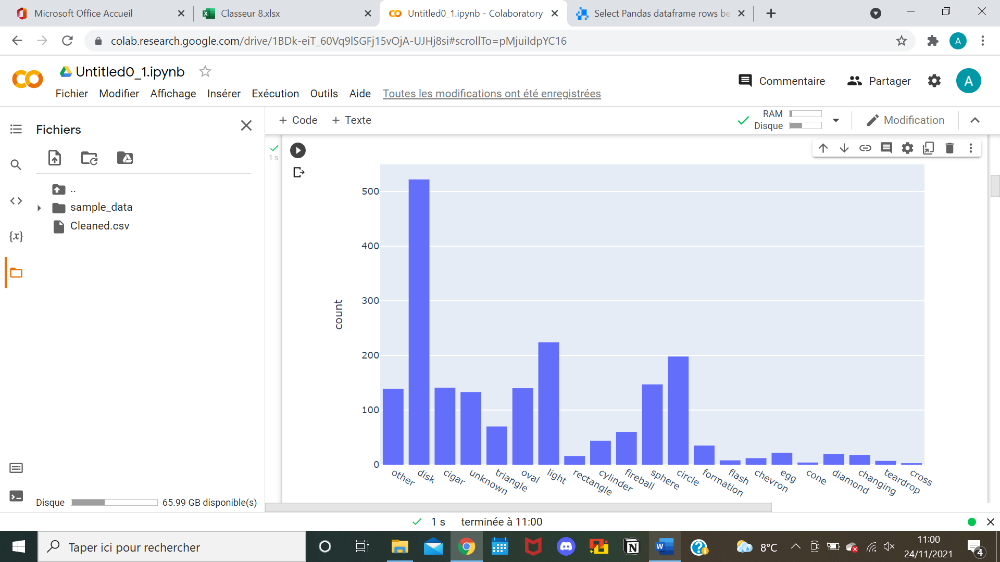 Microsoft Office Accueil
Classeur 8.xlsx
Untitled0_1.ipynb - Colaboratory
Select Pandas dataframe rows be
colab.research.google.com/drive/1BDk-eiT_60Vq9lSGFj15vOjA-UJHj8si#scrollTo=pMjuiIdpYC16
A
Untitled0_1.ipynb
Commentaire
Partager
A
Fichier Modifier Affichage Insérer Exécution Outils Aide Toutes les modifications ont été enregistrées
Fichiers
+ Code + Texte
RAM
Disque
Modification
1 s
..
sample_data
Cleaned.csv
{x}
500
400
300
200
100
0
count
other disk cigar unknown triangle oval light rectangle cylinder fireball sphere circle formation flash chevron egg cone diamond changing teardrop cross
Disque 65.99 GB disponible(s)
1 s terminée à 11:00
Taper ici pour rechercher
8°C
11:00
24/11/2021
4